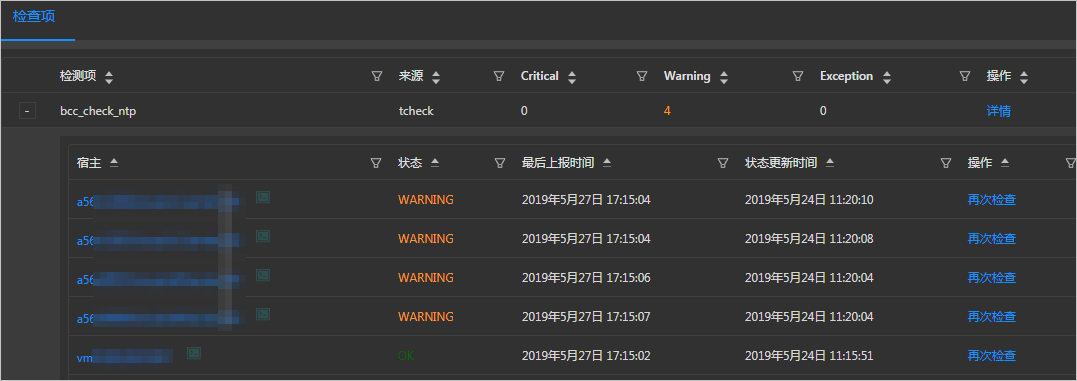 检查项
检测项 来源 Critical Warning Exception 操作
- bcc_check_ntp tcheck 0 4 0 详情
宿主 状态 最后上报时间 状态更新时间 操作
a56 WARNING 2019年5月27日 17:15:04 2019年5月24日 11:20:10 再次检查
a56 WARNING 2019年5月27日 17:15:04 2019年5月24日 11:20:08 再次检查
a56 WARNING 2019年5月27日 17:15:06 2019年5月24日 11:20:04 再次检查
a56 WARNING 2019年5月27日 17:15:07 2019年5月24日 11:20:04 再次检查
vm OK 2019年5月27日 17:15:02 2019年5月24日 11:15:51 再次检查